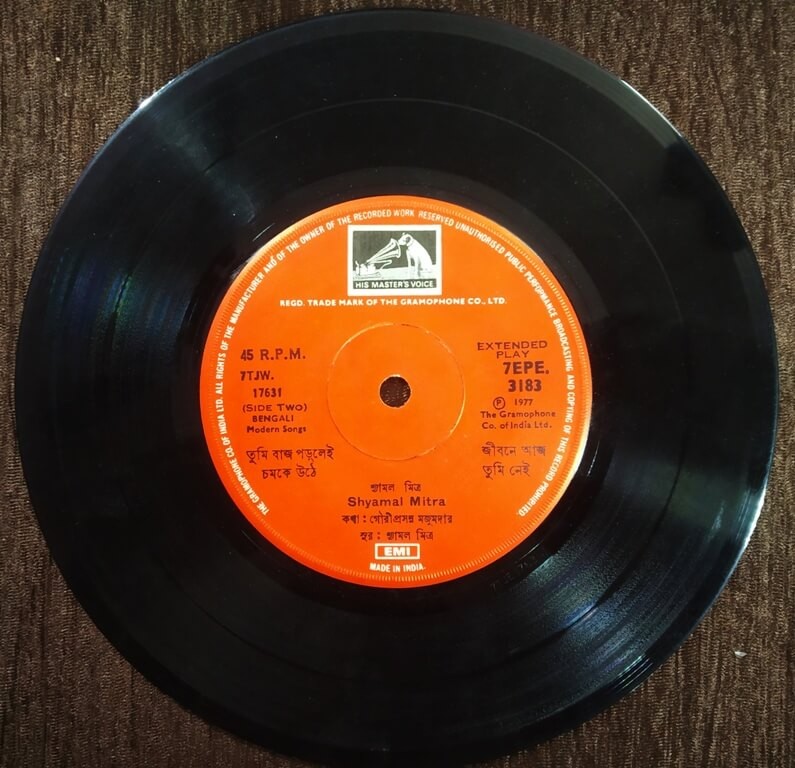 THE GRAMOPHONE CO. OF INDIA LTD. ALL RIGHTS OF THE MANUFACTURER AND OF THE OWNER OF THE RECORDED WORK RESERVED UNAUTHORISED PUBLIC PERFORMANCE BROADCASTING AND COPYING OF THIS RECORD PROHIBITED
HIS MASTER'S VOICE
REGD. TRADE MARK OF THE GRAMOPHONE CO., LTD.
45 R.P.M.
7TJW.
17631
(SIDE TWO)
BENGALI
Modern Songs
EXTENDED
PLAY
7EPE.
3183
Ⓟ 1977
The Gramophone
Co. of India Ltd.
তুমি বাজ পড়লেই
চমকে উঠে
জীবনে আজ
তুমি নেই
শ্যামল মিত্র
Shyamal Mitra
কথা : গৌরীপ্রসন্ন মজুমদার
সুর : শ্যামল মিত্র
EMI
MADE IN INDIA.